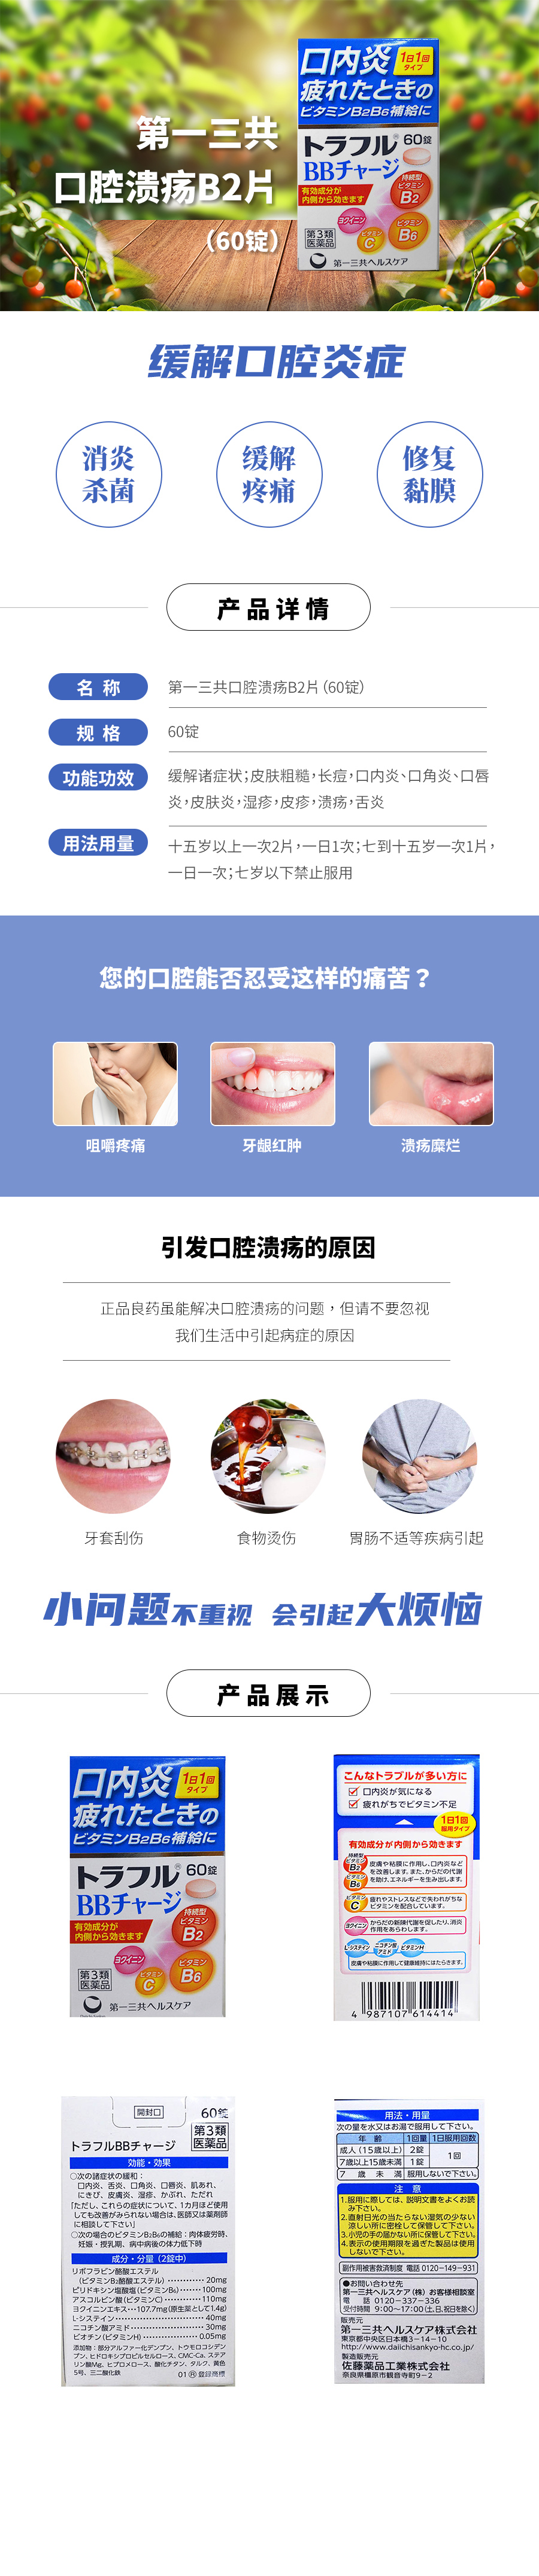 口内炎
1日1回
タイプ
疲れたときの
ビタミンB2B6補給に
トラフル® 60錠
BBチャージ
有効成分が
内側から効きます
持続型
ビタミン
B2
ヨクイニン
ビタミン
C
ビタミン
B6
第3類
医薬品
第一三共ヘルスケア
第一三共
口腔溃疡B2片
(60锭)
缓解口腔炎症
消炎
杀菌
缓解
疼痛
修复
黏膜
产品详情
名 称
第一三共口腔溃疡B2片(60锭)
规 格
60锭
功能功效
缓解诸症状;皮肤粗糙,长痘,口内炎、口角炎、口唇
炎,皮肤炎,湿疹,皮疹,溃疡,舌炎
用法用量
十五岁以上一次2片,一日1次;七到十五岁一次1片,
一日一次;七岁以下禁止服用
您的口腔能否忍受这样的痛苦？
咀嚼疼痛
牙龈红肿
溃疡糜烂
引发口腔溃疡的原因
正品良药虽能解决口腔溃疡的问题，但请不要忽视
我们生活中引起病症的原因
牙套刮伤
食物烫伤
胃肠不适等疾病引起
小问题不重视 会引起大烦恼
产品展示
口内炎
1日1回
タイプ
疲れたときの
ビタミンB2B6補給に
トラフル® 60錠
BBチャージ
有効成分が
内側から効きます
持続型
ビタミン
B2
ヨクイニン
ビタミン
C
ビタミン
B6
第3類
医薬品
第一三共ヘルスケア
こんなトラブルが多い方に
口内炎が気になる
疲れがちでビタミン不足
1日1回
服用タイプ
有効成分が内側から効きます
持続型
ビタミン
B2
ビタミン
B6
皮膚や粘膜に作用し、口内炎など
を改善します。また、からだの代謝
を助け、エネルギーを生み出します。
ビタミン
C
疲れやストレスなどで失われがちな
ビタミンを配合しています。
ヨクイニン
からだの新陳代謝を促したり、消炎
作用をあらわします。
L-システイン
ニコチン酸
アミド
ビタミンH
皮膚や粘膜に作用して健康維持にはたらきます。
4 987107 614414
開封口
60錠
第3類
医薬品
トラフルBBチャージ
効能・効果
○次の諸症状の緩和：
口内炎、舌炎、口角炎、口唇炎、肌あれ、
にきび、皮膚炎、湿疹、かぶれ、ただれ
「ただし、これらの症状について、1カ月ほど使用
しても改善がみられない場合は、医師又は薬剤師
に相談して下さい」
○次の場合のビタミンB2B6の補給：肉体疲労時、
妊娠・授乳期、病中病後の体力低下時
成分・分量（2錠中）
リボフラビン酪酸エステル
（ビタミンB2酪酸エステル）………… 20mg
ピリドキシン塩酸塩（ビタミンB6）……100mg
アスコルビン酸（ビタミンC）…………110mg
ヨクイニンエキス…107.7mg（原生薬として1.4g）
L-システイン…………………… 40mg
ニコチン酸アミド………………… 30mg
ビオチン（ビタミンH）……………0.05mg
添加物：部分アルファー化デンプン、トウモロコシデン
プン、ヒドロキシプロピルセルロース、CMC-Ca、ステア
リン酸Mg、ヒプロメロース、酸化チタン、タルク、黄色
5号、三二酸化鉄
01 ®登録商標
用法・用量
次の量を水又はお湯で服用して下さい。
年 齢 1回量 1日服用回数
成人（15歳以上） 2錠 1回
7歳以上15歳未満 1錠
7 歳 未 満 服用しないで下さい。
注 意
1.服用に際しては、説明文書をよくお読
み下さい。
2.直射日光の当たらない湿気の少ない
涼しい所に密栓して保管して下さい。
3.小児の手の届かない所に保管して下さい。
4.表示の使用期限を過ぎた製品は使用
しないで下さい。
副作用被害救済制度 電話 0120-149-931
●お問い合わせ先
第一三共ヘルスケア（株）お客様相談室
電 話 0120-337-336
受付時間 9:00〜17:00（土、日、祝日を除く）
販売元
第一三共ヘルスケア株式会社
東京都中央区日本橋3-14-10
http://www.daiichisankyo-hc.co.jp/
製造販売元
佐藤薬品工業株式会社
奈良県橿原市観音寺町9-2